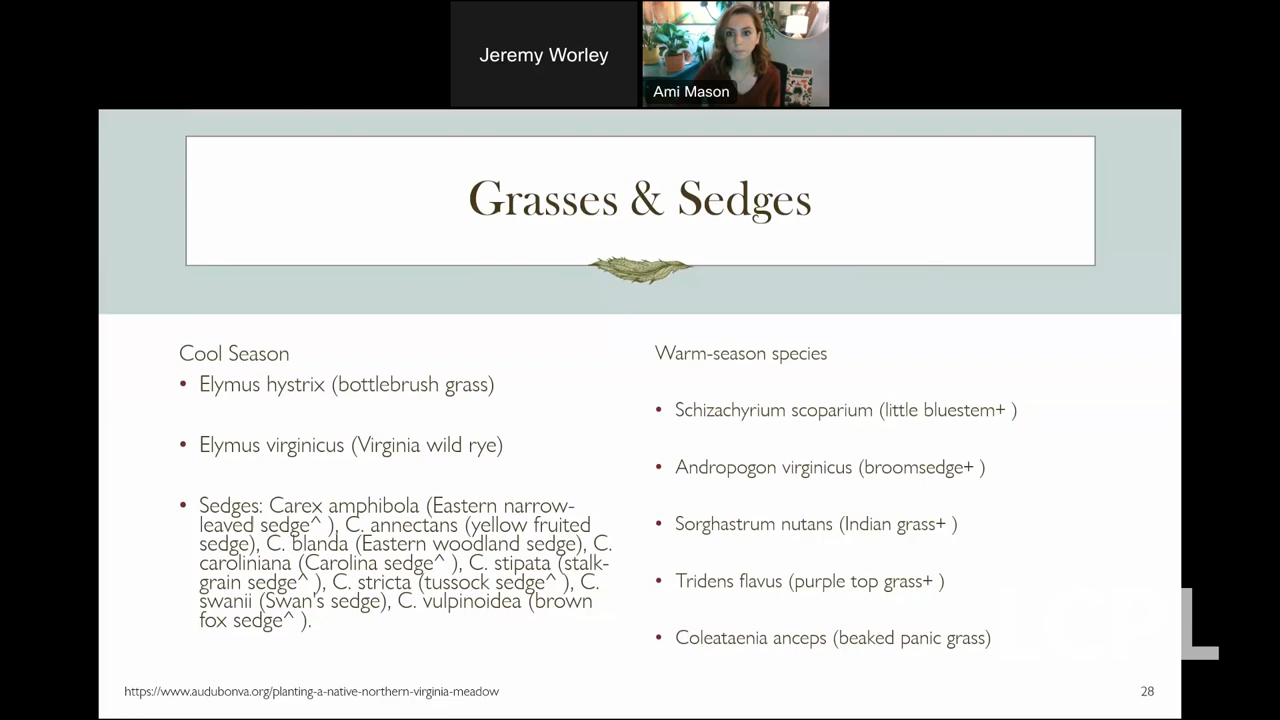 Jeremy Worley
Ami Mason
Grasses & Sedges
Cool Season
• Elymus hystrix (bottlebrush grass)
• Elymus virginicus (Virginia wild rye)
• Sedges: Carex amphibola (Eastern narrow-
leaved sedge^ ), C. annectans (yellow fruited
sedge), C. blanda (Eastern woodland sedge), C.
caroliniana (Carolina sedge^ ), C. stipata (stalk-
grain sedge^ ), C. stricta (tussock sedge^ ), C.
swanii (Swan's sedge), C. vulpinoidea (brown
fox sedge^ ).
Warm-season species
• Schizachyrium scoparium (little bluestem+ )
• Andropogon virginicus (broomsedge+ )
• Sorghastrum nutans (Indian grass+ )
• Tridens flavus (purple top grass+ )
• Coleataenia anceps (beaked panic grass)
LCPL
https://www.audubonva.org/planting-a-native-northern-virginia-meadow
28